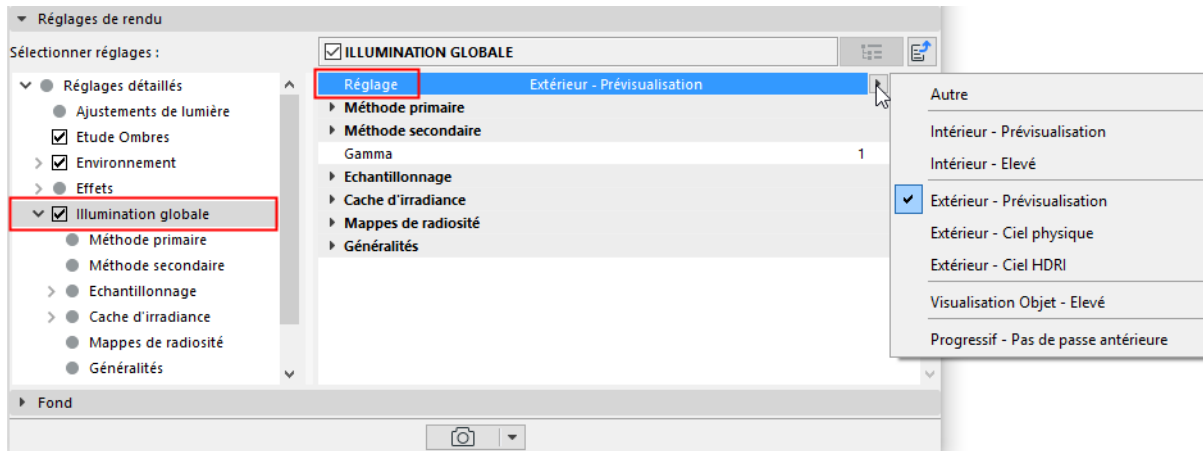 Réglages de rendu
Sélectionner réglages :
Réglages détaillés
Ajustements de lumière
Etude Ombres
Environnement
Effets
Illumination globale
Méthode primaire
Méthode secondaire
Echantillonnage
Cache d'irradiance
Mappes de radiosité
Généralités
ILLUMINATION GLOBALE
Réglage Extérieur - Prévisualisation
Méthode primaire
Méthode secondaire
Gamma 1
Echantillonnage
Cache d'irradiance
Mappes de radiosité
Généralités
Autre
Intérieur - Prévisualisation
Intérieur - Elevé
Extérieur - Prévisualisation
Extérieur - Ciel physique
Extérieur - Ciel HDRI
Visualisation Objet - Elevé
Progressif - Pas de passe antérieure
Fond